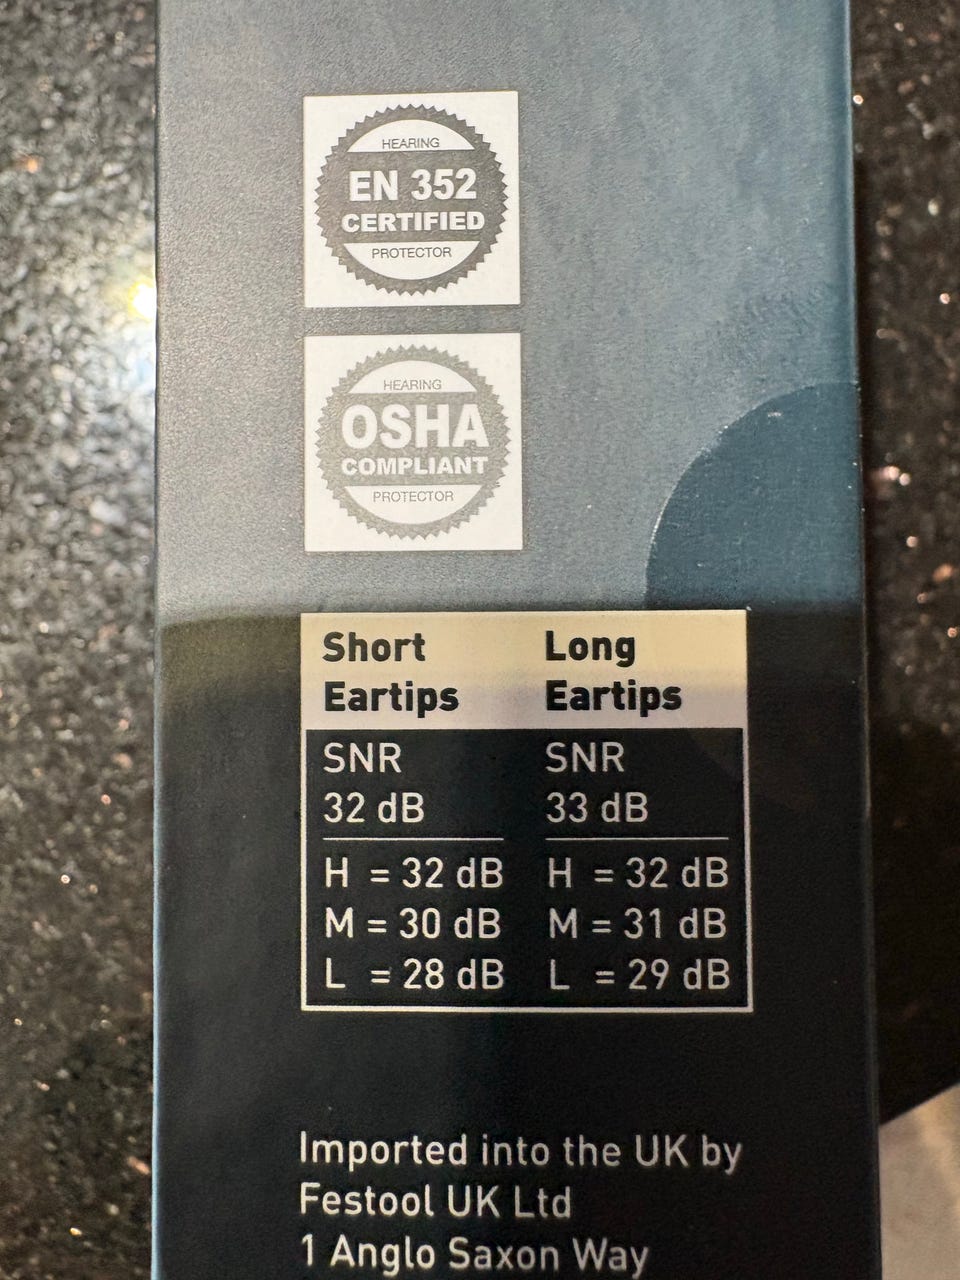 HEARING
EN 352
CERTIFIED
PROTECTOR
HEARING
OSHA
COMPLIANT
PROTECTOR
Short Eartips
SNR
32 dB
H = 32 dB
M = 30 dB
L = 28 dB
Long Eartips
SNR
33 dB
H = 32 dB
M = 31 dB
L = 29 dB
Imported into the UK by
Festool UK Ltd
1 Anglo Saxon Way